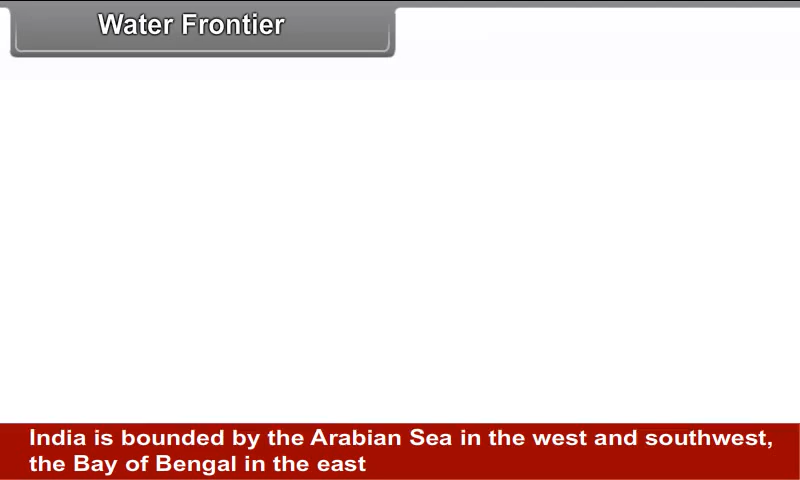 Water Frontier
India is bounded by the Arabian Sea in the west and southwest,
the Bay of Bengal in the east